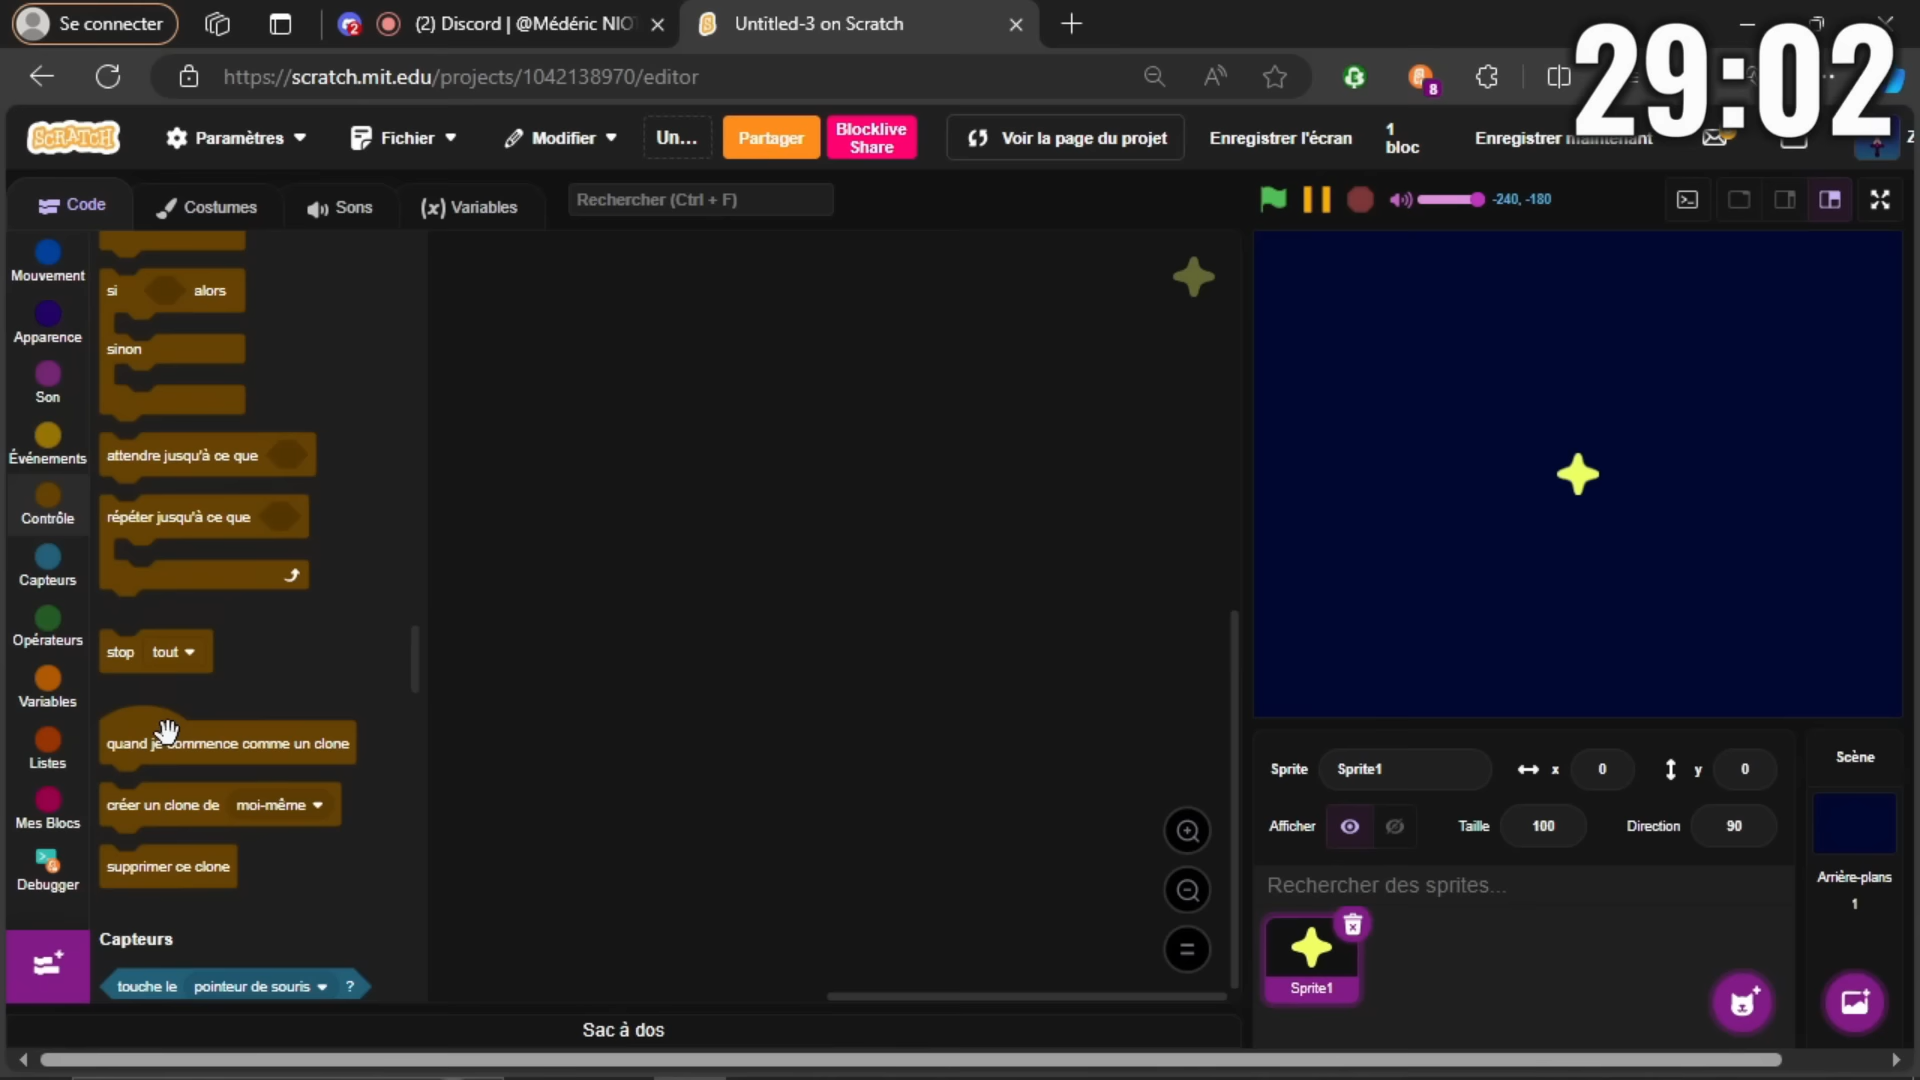 Se connecter
2
(2) Discord | @Médéric NIO
Untitled-3 on Scratch
29:02
https://scratch.mit.edu/projects/1042138970/editor
8
SCRATCH
Paramètres
Fichier
Modifier
Un...
Partager
Blocklive
Share
Voir la page du projet
Enregistrer l'écran
1
bloc
Enregistrer maintenant
Code
Costumes
Sons
(x) Variables
Rechercher (Ctrl + F)
-240, -180
Mouvement
Apparence
Son
Événements
Contrôle
Capteurs
Opérateurs
Variables
Listes
Mes Blocs
Debugger
si alors
sinon
attendre jusqu'à ce que
répéter jusqu'à ce que
stop tout
quand je commence comme un clone
créer un clone de moi-même
supprimer ce clone
Capteurs
touche le pointeur de souris ?
Sac à dos
Sprite Sprite1 x 0 y 0
Afficher Taille 100 Direction 90
Rechercher des sprites...
Sprite1
Scène
Arrière-plans
1